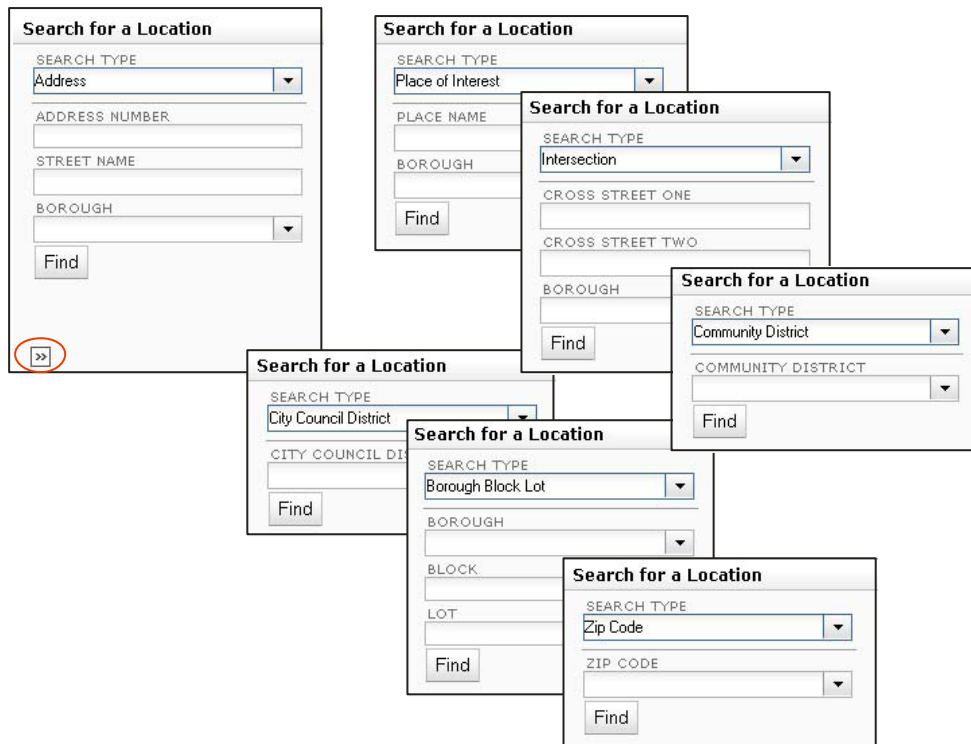 Search for a Location
SEARCH TYPE
Address
ADDRESS NUMBER
STREET NAME
BOROUGH
Find
»
Search for a Location
SEARCH TYPE
Place of Interest
PLACE NAME
BOROUGH
Find
Search for a Location
SEARCH TYPE
Intersection
CROSS STREET ONE
CROSS STREET TWO
BOROUGH
Find
Search for a Location
SEARCH TYPE
Community District
COMMUNITY DISTRICT
Find
Search for a Location
SEARCH TYPE
City Council District
CITY COUNCIL DIS
Find
Search for a Location
SEARCH TYPE
Borough Block Lot
BOROUGH
BLOCK
LOT
Find
Search for a Location
SEARCH TYPE
Zip Code
ZIP CODE
Find